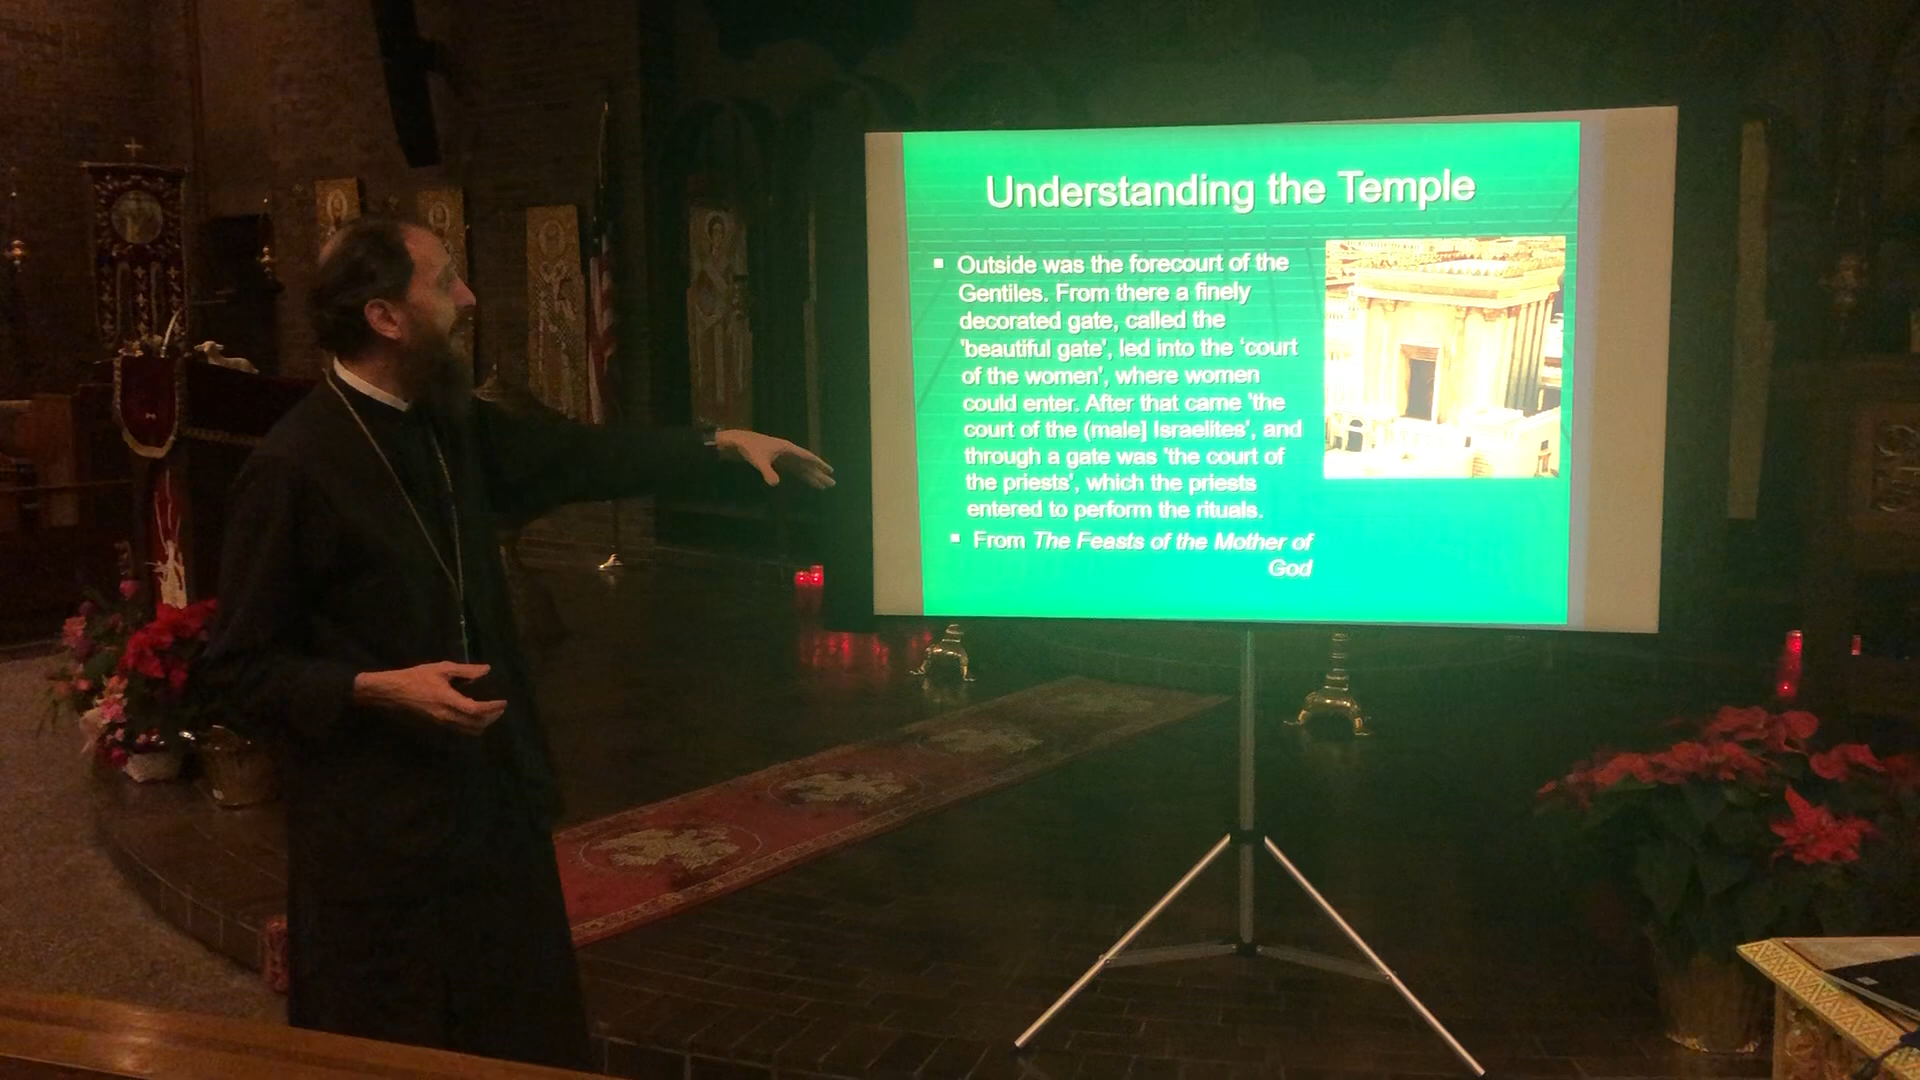 Understanding the Temple
▪ Outside was the forecourt of the
Gentiles. From there a finely
decorated gate, called the
'beautiful gate', led into the ‘court
of the women', where women
could enter. After that came 'the
court of the (male] Israelites', and
through a gate was 'the court of
the priests', which the priests
entered to perform the rituals.
▪ From The Feasts of the Mother of
God